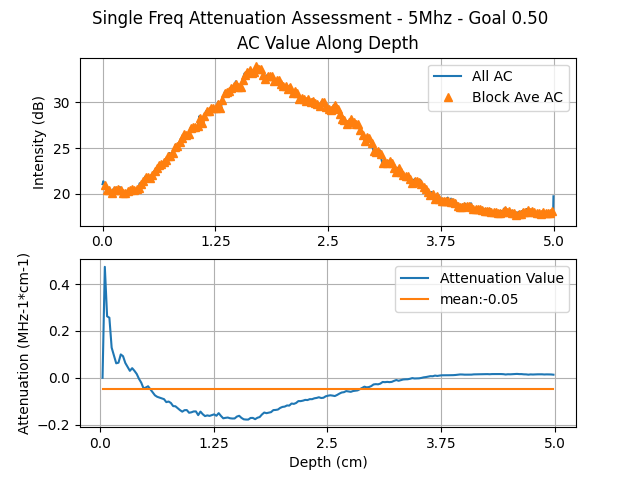 Single Freq Attenuation Assessment - 5Mhz - Goal 0.50
AC Value Along Depth
Intensity (dB)
30
25
20
All AC
Block Ave AC
0.0 1.25 2.5 3.75 5.0
Attenuation (MHz-1*cm-1)
0.4
0.2
0.0
−0.2
Attenuation Value
mean:-0.05
0.0 1.25 2.5 3.75 5.0
Depth (cm)